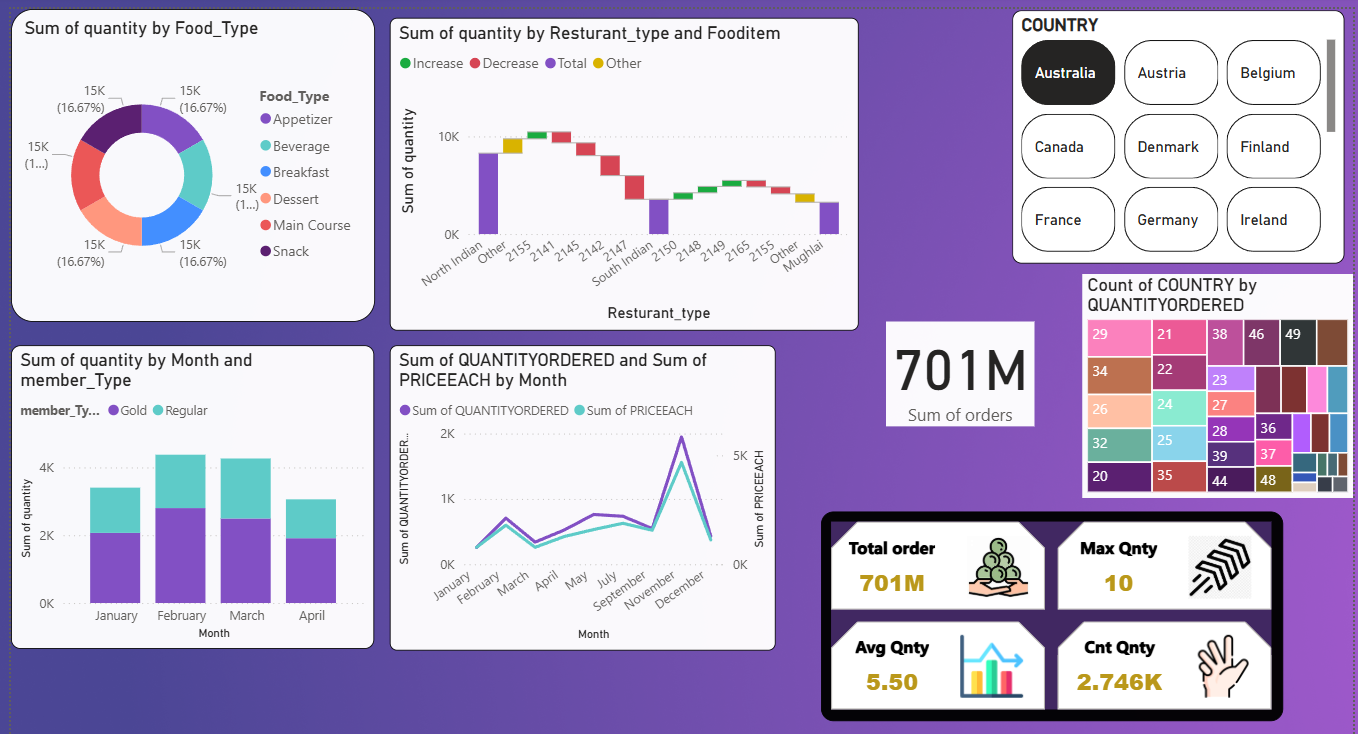 Sum of quantity by Food_Type
15K
(16.67%)
15K
(16.67%)
15K
(1...)
15K
(1...)
15K
(16.67%)
15K
(16.67%)
Food_Type
Appetizer
Beverage
Breakfast
Dessert
Main Course
Snack
Sum of quantity by Resturant_type and Fooditem
Increase Decrease Total Other
Sum of quantity
10K
0K
North Indian
Other
2155
2141
2145
2142
2147
South Indian
2150
2148
2149
2165
2155
Other
Mughlai
Resturant_type
COUNTRY
Australia Austria Belgium
Canada Denmark Finland
France Germany Ireland
Count of COUNTRY by
QUANTITYORDERED
29 21 38 46 49
34 22 23
26 24 27
32 25 28 36
20 35 39 37
44 48
701M
Sum of orders
Sum of quantity by Month and
member_Type
member_Ty... Gold Regular
Sum of quantity
4K
2K
0K
January February March April
Month
Sum of QUANTITYORDERED and Sum of
PRICEEACH by Month
Sum of QUANTITYORDERED Sum of PRICEEACH
Sum of QUANTITYORDER...
2K
1K
0K
5K
0K
Sum of PRICEEACH
January
February
March
April
May
July
September
November
December
Month
Total order
701M
Max Qnty
10
Avg Qnty
5.50
Cnt Qnty
2.746K